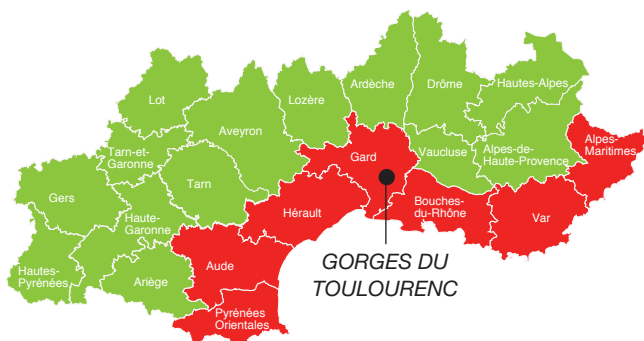 Ardèche
Drôme
Hautes-Alpes
Lot
Lozère
Aveyron
Alpes-
Maritimes
Tarn-et-
Garonne
Gard
Vaucluse
Alpes-de-
Haute-Provence
Gers
Tarn
Bouches-
du-Rhône
Haute-
Garonne
Hérault
Var
Hautes-
Pyrénées
Ariège
Aude
GORGES DU
TOULOURENC
Pyrénées
Orientales